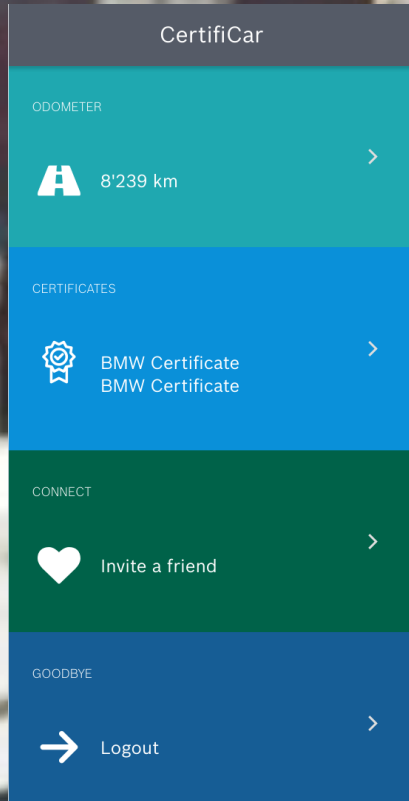 CertifiCar
ODOMETER
8'239 km
CERTIFICATES
BMW Certificate
BMW Certificate
CONNECT
Invite a friend
GOODBYE
Logout